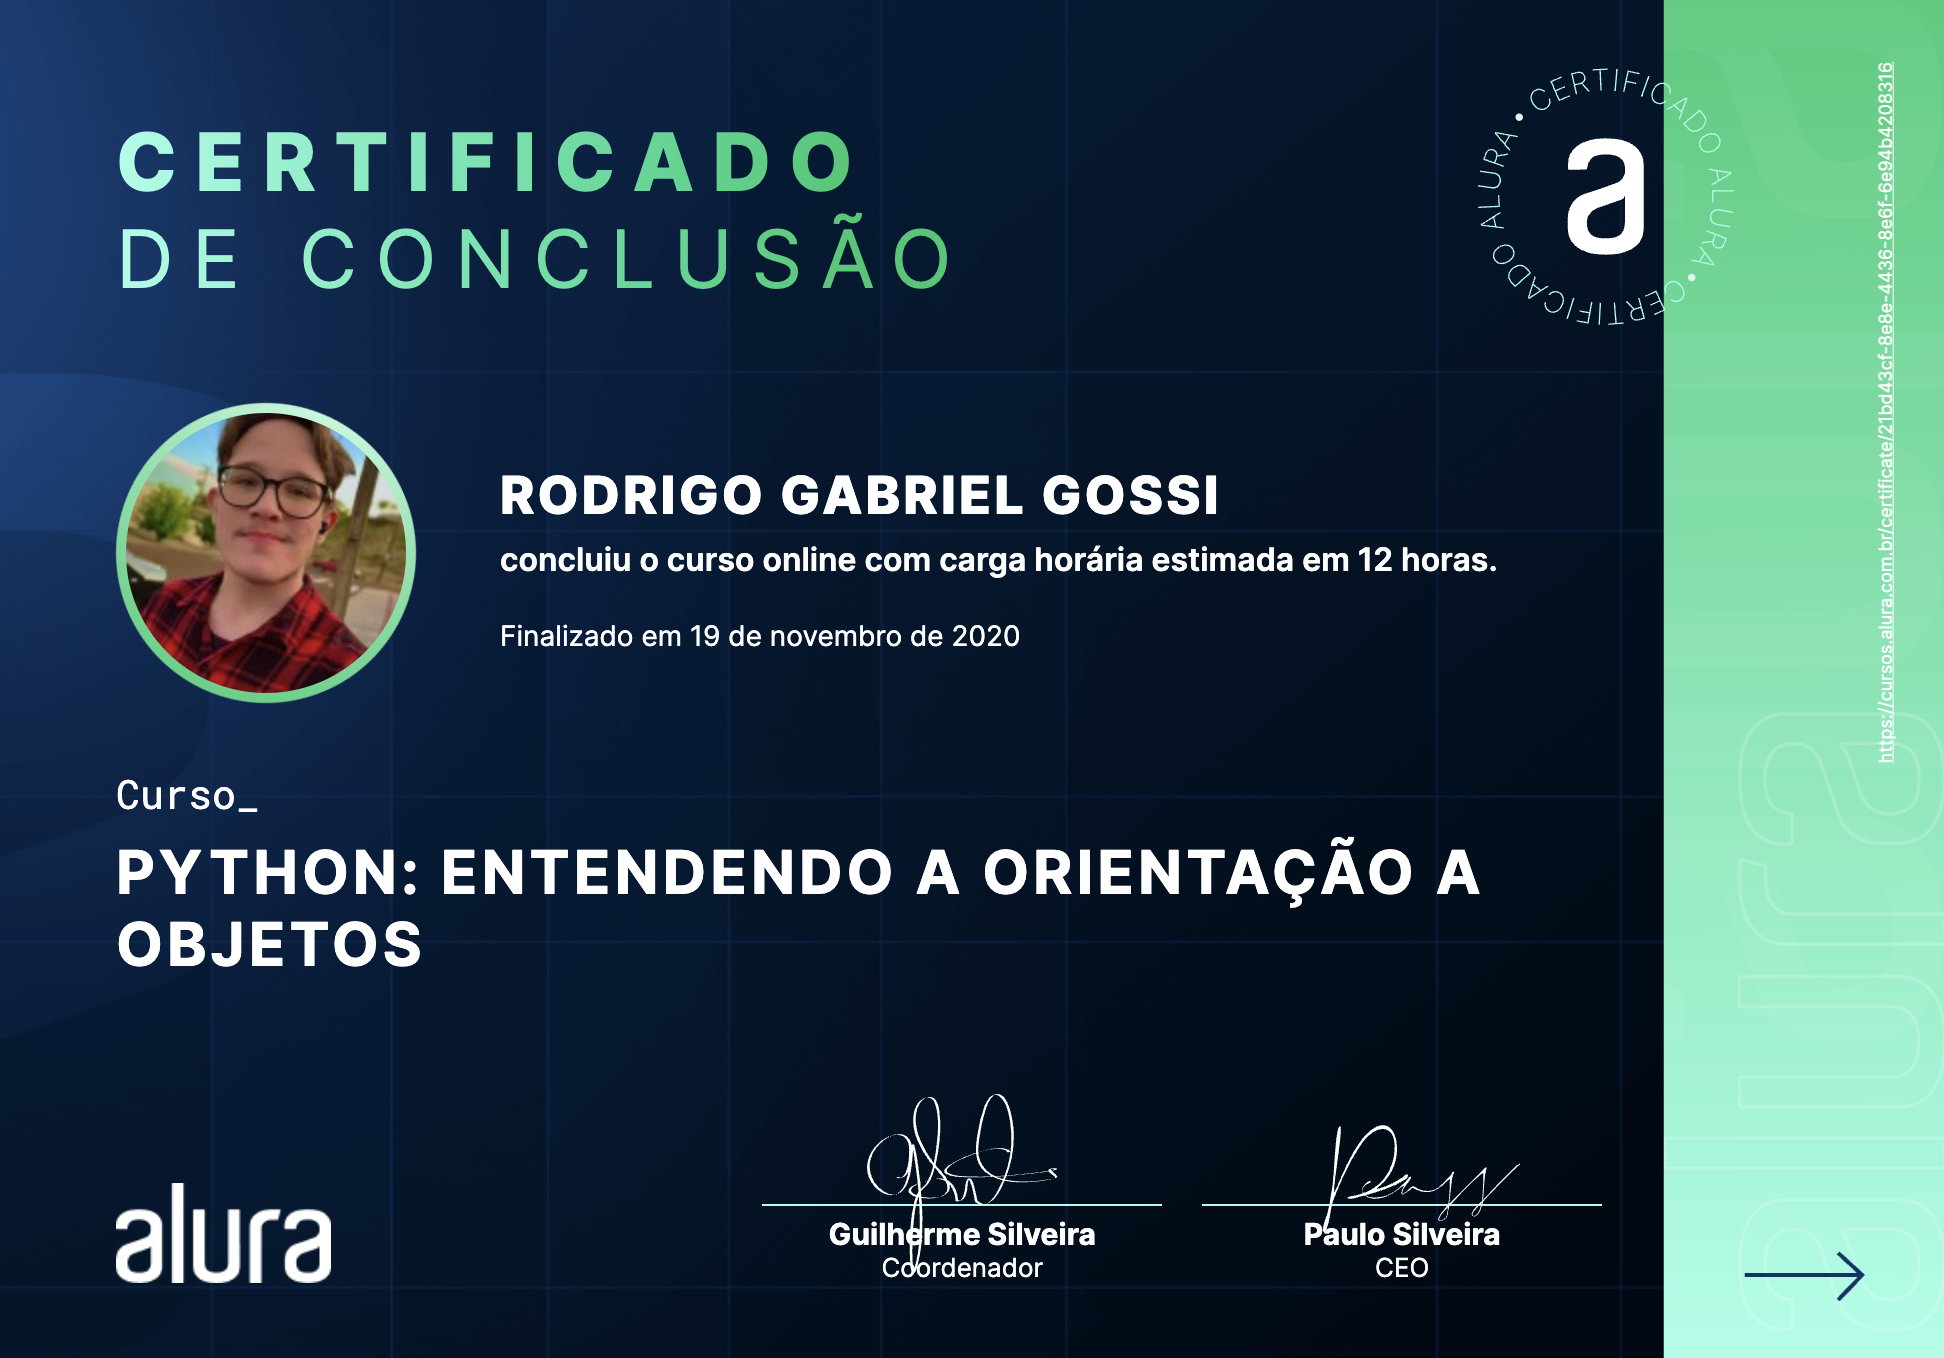 CERTIFICADO
DE CONCLUSÃO
CERTIFICADO ALURA • CERTIFICADO ALURA •
a
https://cursos.alura.com.br/certificate/21bd43cf-8e8e-4436-8e6f-6e94b4208316
RODRIGO GABRIEL GOSSI
concluiu o curso online com carga horária estimada em 12 horas.
Finalizado em 19 de novembro de 2020
Curso_
PYTHON: ENTENDENDO A ORIENTAÇÃO A
OBJETOS
alura
Guilherme Silveira
Coordenador
Paulo Silveira
CEO
alura